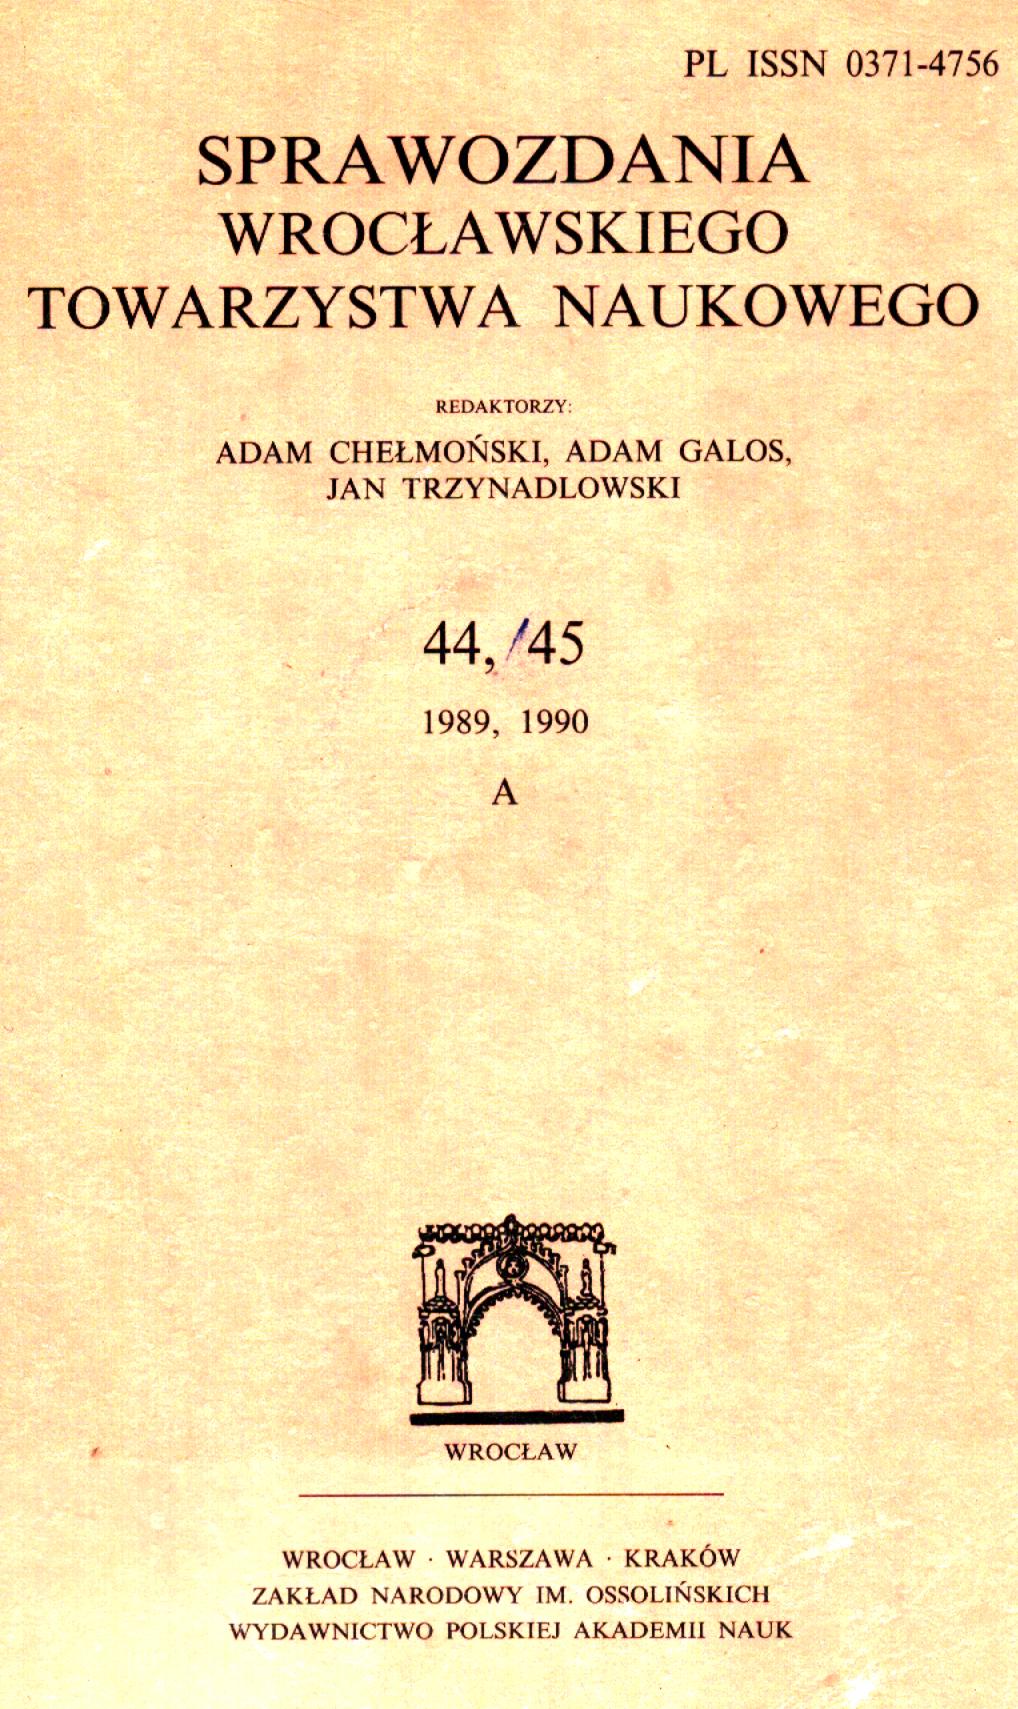 PL ISSN 0371-4756
SPRAWOZDANIA
WROCŁAWSKIEGO
TOWARZYSTWA NAUKOWEGO
REDAKTORZY:
ADAM CHEŁMOŃSKI, ADAM GALOS,
JAN TRZYNADLOWSKI
44, /45
1989, 1990
A
WROCŁAW
WROCŁAW · WARSZAWA · KRAKÓW
ZAKŁAD NARODOWY IM. OSSOLIŃSKICH
WYDAWNICTWO POLSKIEJ AKADEMII NAUK